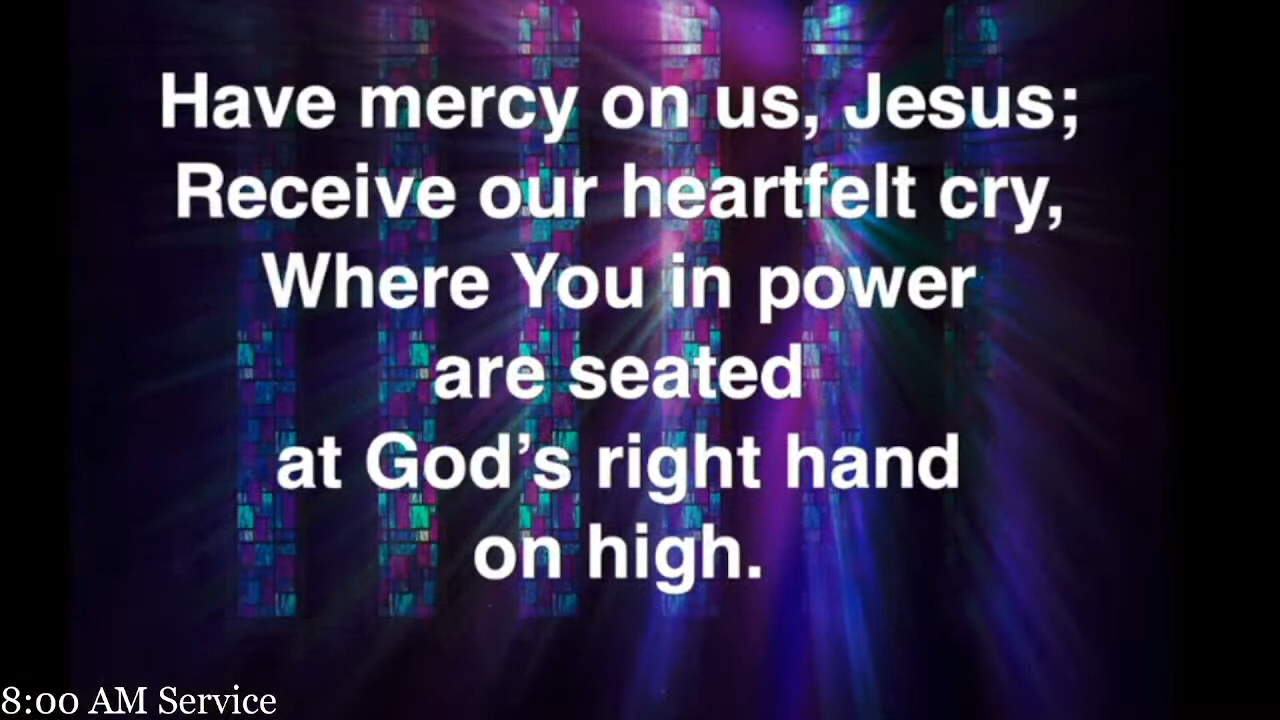 Have mercy on us, Jesus;
Receive our heartfelt cry,
Where You in power
are seated
at God’s right hand
on high.
8:00 AM Service